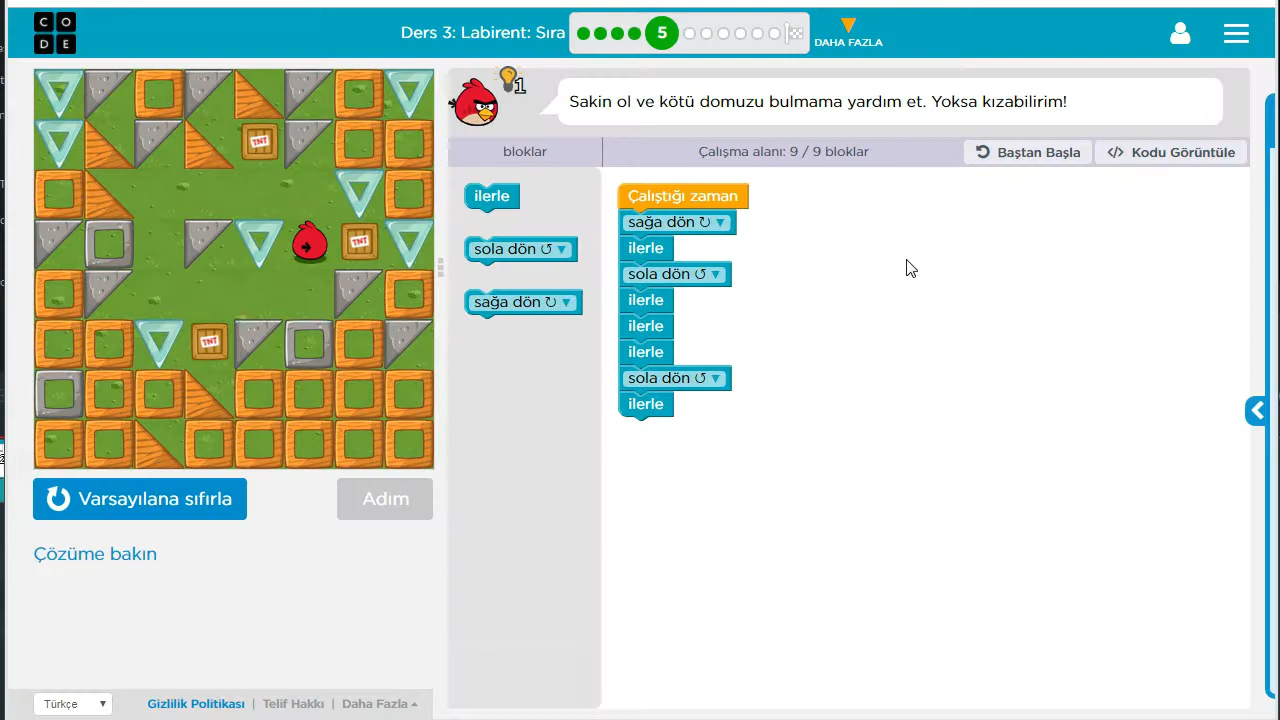 C O
D E
Ders 3: Labirent: Sıra
5
DAHA FAZLA
1
Sakin ol ve kötü domuzu bulmama yardım et. Yoksa kızabilirim!
bloklar
Çalışma alanı: 9 / 9 bloklar
Baştan Başla
</> Kodu Görüntüle
TNT
TNT
TNT
ilerle
sola dön ↺ ▼
sağa dön ↻ ▼
Çalıştığı zaman
sağa dön ↻ ▼
ilerle
sola dön ↺ ▼
ilerle
ilerle
ilerle
sola dön ↺ ▼
ilerle
Varsayılana sıfırla
Adım
Çözüme bakın
Türkçe
Gizlilik Politikası | Telif Hakkı | Daha Fazla